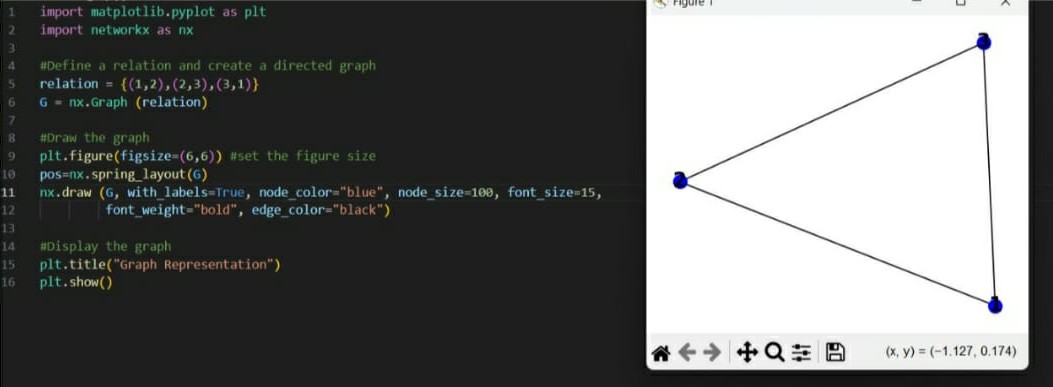 1 import matplotlib.pyplot as plt
2 import networkx as nx
3
4 #Define a relation and create a directed graph
5 relation = {(1,2),(2,3),(3,1)}
6 G = nx.Graph (relation)
7
8 #Draw the graph
9 plt.figure(figsize=(6,6)) #set the figure size
10 pos=nx.spring_layout(G)
11 nx.draw (G, with_labels=True, node_color="blue", node_size=100, font_size=15,
12 font_weight="bold", edge_color="black")
13
14 #Display the graph
15 plt.title("Graph Representation")
16 plt.show()
Figure 1
3
2
1
(x, y) = (−1.127, 0.174)